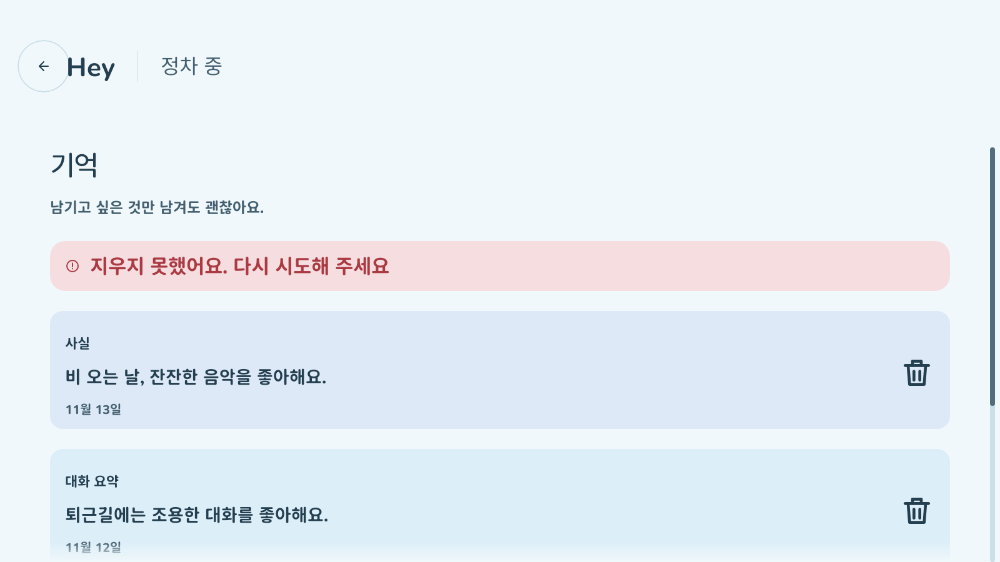 Hey
정차 중
기억
남기고 싶은 것만 남겨도 괜찮아요.
지우지 못했어요. 다시 시도해 주세요
사실
비 오는 날, 잔잔한 음악을 좋아해요.
11월 13일
대화 요약
퇴근길에는 조용한 대화를 좋아해요.
11월 12일